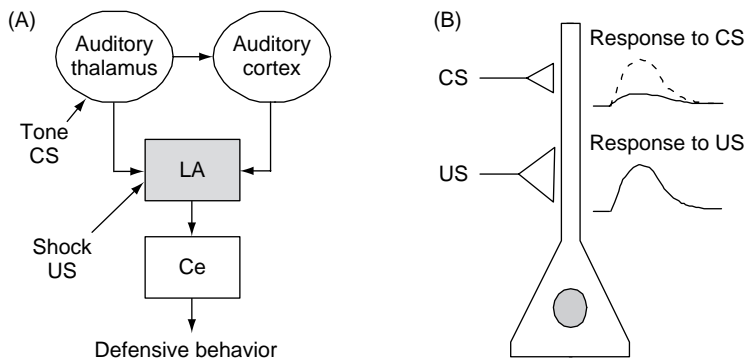 (A)
Auditory
thalamus
Auditory
cortex
Tone
CS
LA
Shock
US
Ce
Defensive behavior
(B)
Response to CS
CS
Response to US
US